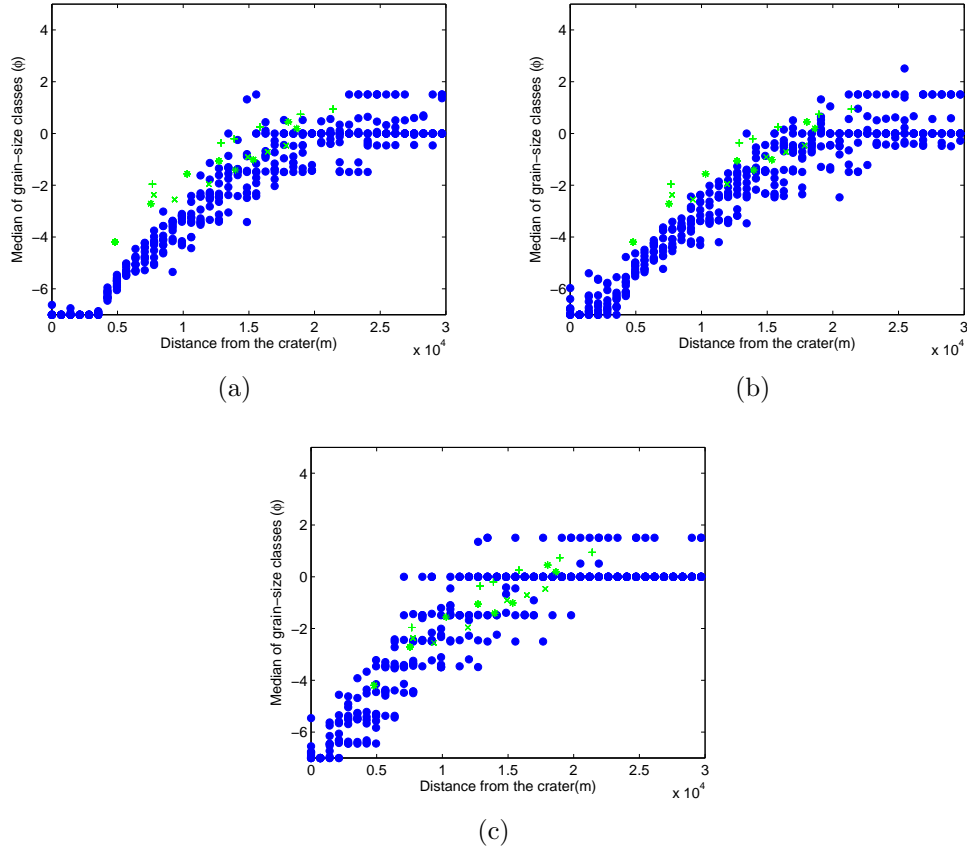 4
2
0
−2
−4
−6
Median of grain−size classes (ϕ)
0 0.5 1 1.5 2 2.5 3
Distance from the crater(m)
x 10^4
(a)
4
2
0
−2
−4
−6
Median of grain−size classes (ϕ)
0 0.5 1 1.5 2 2.5 3
Distance from the crater(m)
x 10^4
(b)
4
2
0
−2
−4
−6
Median of grain−size classes (ϕ)
0 0.5 1 1.5 2 2.5 3
Distance from the crater(m)
x 10^4
(c)